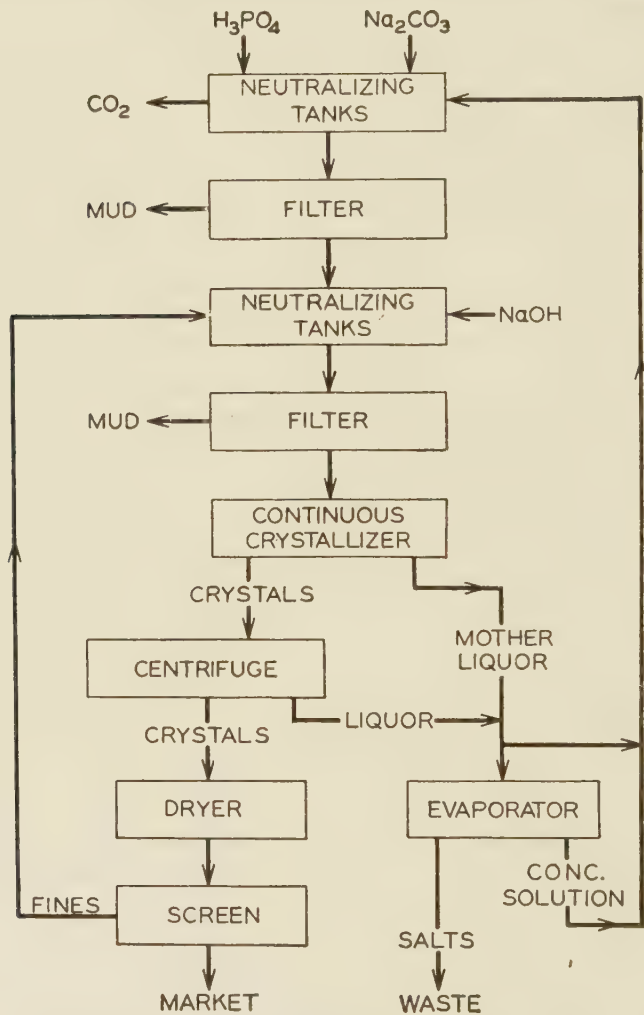 H₃PO₄ Na₂CO₃
NEUTRALIZING
TANKS
CO₂
FILTER
MUD
NEUTRALIZING
TANKS
NaOH
FILTER
MUD
CONTINUOUS
CRYSTALLIZER
CRYSTALS
MOTHER
LIQUOR
CENTRIFUGE
LIQUOR
CRYSTALS
DRYER
EVAPORATOR
CONC.
SOLUTION
FINES
SCREEN
SALTS
MARKET
WASTE